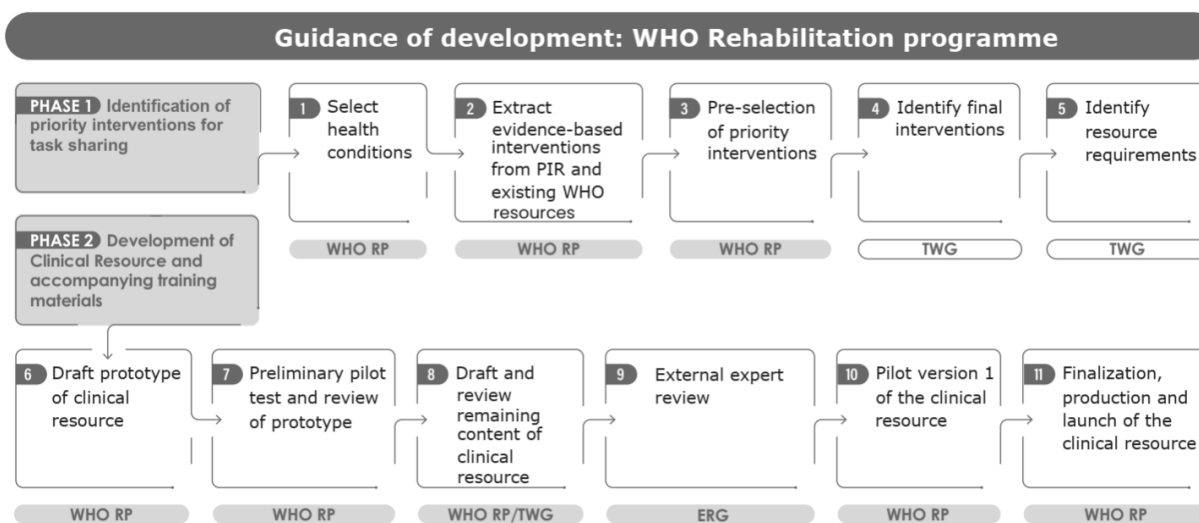 Guidance of development: WHO Rehabilitation programme
PHASE 1 Identification of
priority interventions for
task sharing
1 Select
health
conditions
WHO RP
2 Extract
evidence-based
interventions
from PIR and
existing WHO
resources
WHO RP
3 Pre-selection
of priority
interventions
WHO RP
4 Identify final
interventions
TWG
5 Identify
resource
requirements
TWG
PHASE 2 Development of
Clinical Resource and
accompanying training
materials
6 Draft prototype
of clinical
resource
WHO RP
7 Preliminary pilot
test and review
of prototype
WHO RP
8 Draft and
review
remaining
content of
clinical
resource
WHO RP/TWG
9 External expert
review
ERG
10 Pilot version 1
of the clinical
resource
WHO RP
11 Finalization,
production and
launch of the
clinical resource
WHO RP